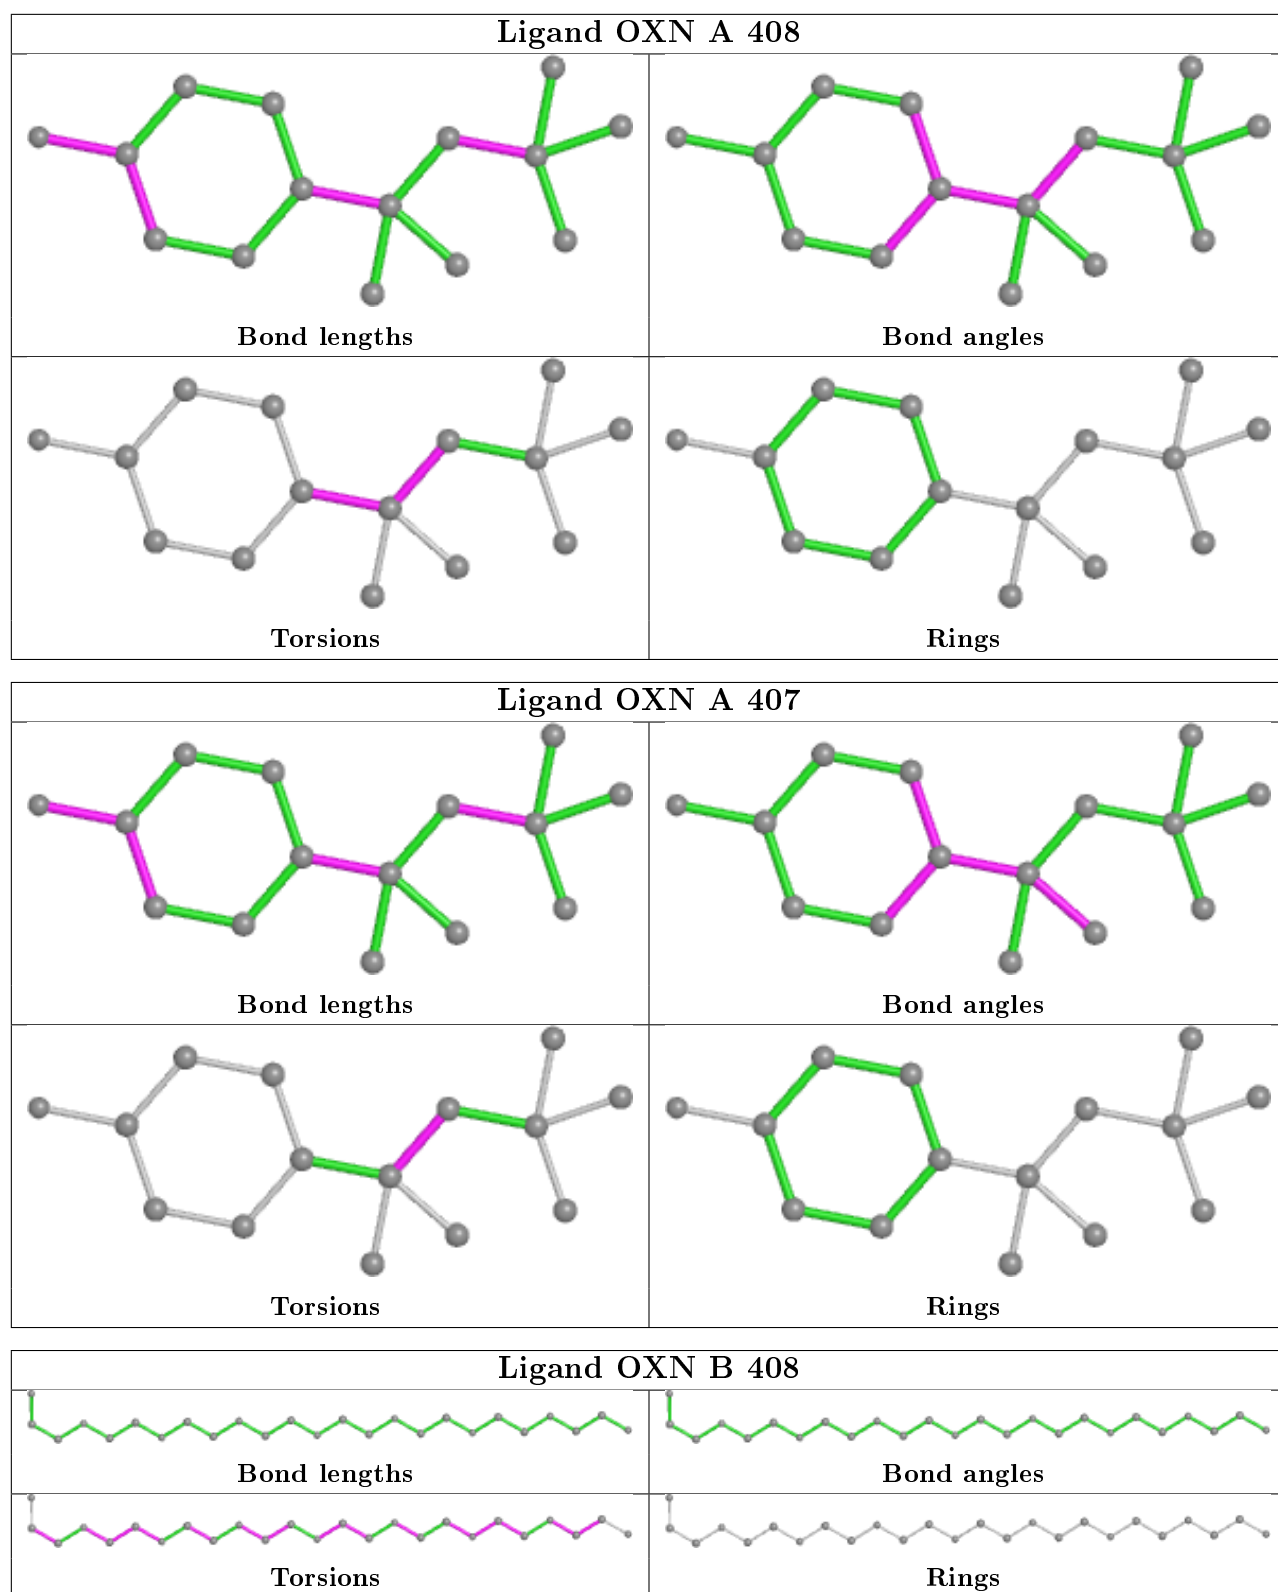 Ligand OXN A 408
Bond lengths
Bond angles
Torsions
Rings
Ligand OXN A 407
Bond lengths
Bond angles
Torsions
Rings
Ligand OXN B 408
Bond lengths
Bond angles
Torsions
Rings